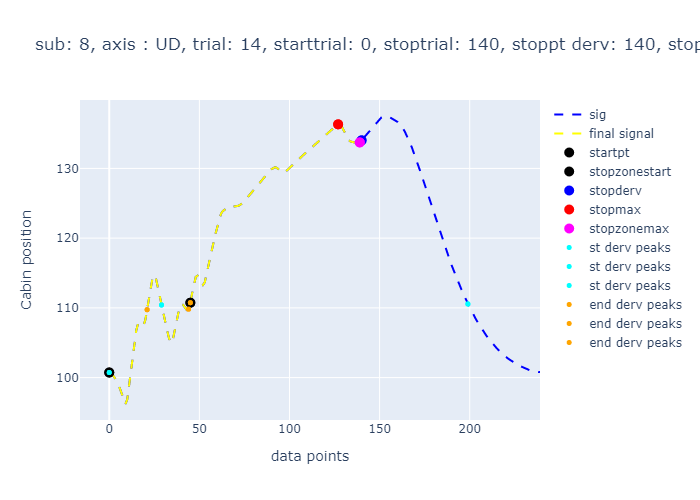 sub: 8, axis : UD, trial: 14, starttrial: 0, stoptrial: 140, stoppt derv: 140, stop
sig
final signal
startpt
stopzonestart
stopderv
stopmax
stopzonemax
st derv peaks
st derv peaks
st derv peaks
end derv peaks
end derv peaks
end derv peaks
Cabin position
130
120
110
100
0 50 100 150 200
data points